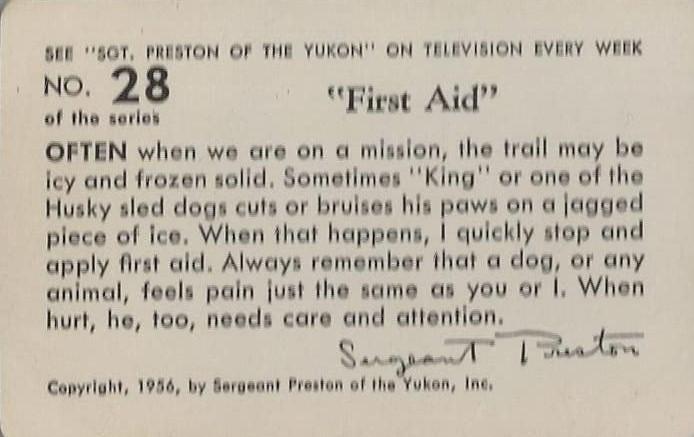 SEE "SGT. PRESTON OF THE YUKON" ON TELEVISION EVERY WEEK
NO. 28
"First Aid"
of the series
OFTEN when we are on a mission, the trail may be
icy and frozen solid. Sometimes "King" or one of the
Husky sled dogs cuts or bruises his paws on a jagged
piece of ice. When that happens, I quickly stop and
apply first aid. Always remember that a dog, or any
animal, feels pain just the same as you or I. When
hurt, he, too, needs care and attention.
Sergeant Preston
Copyright, 1956, by Sergeant Preston of the Yukon, Inc.